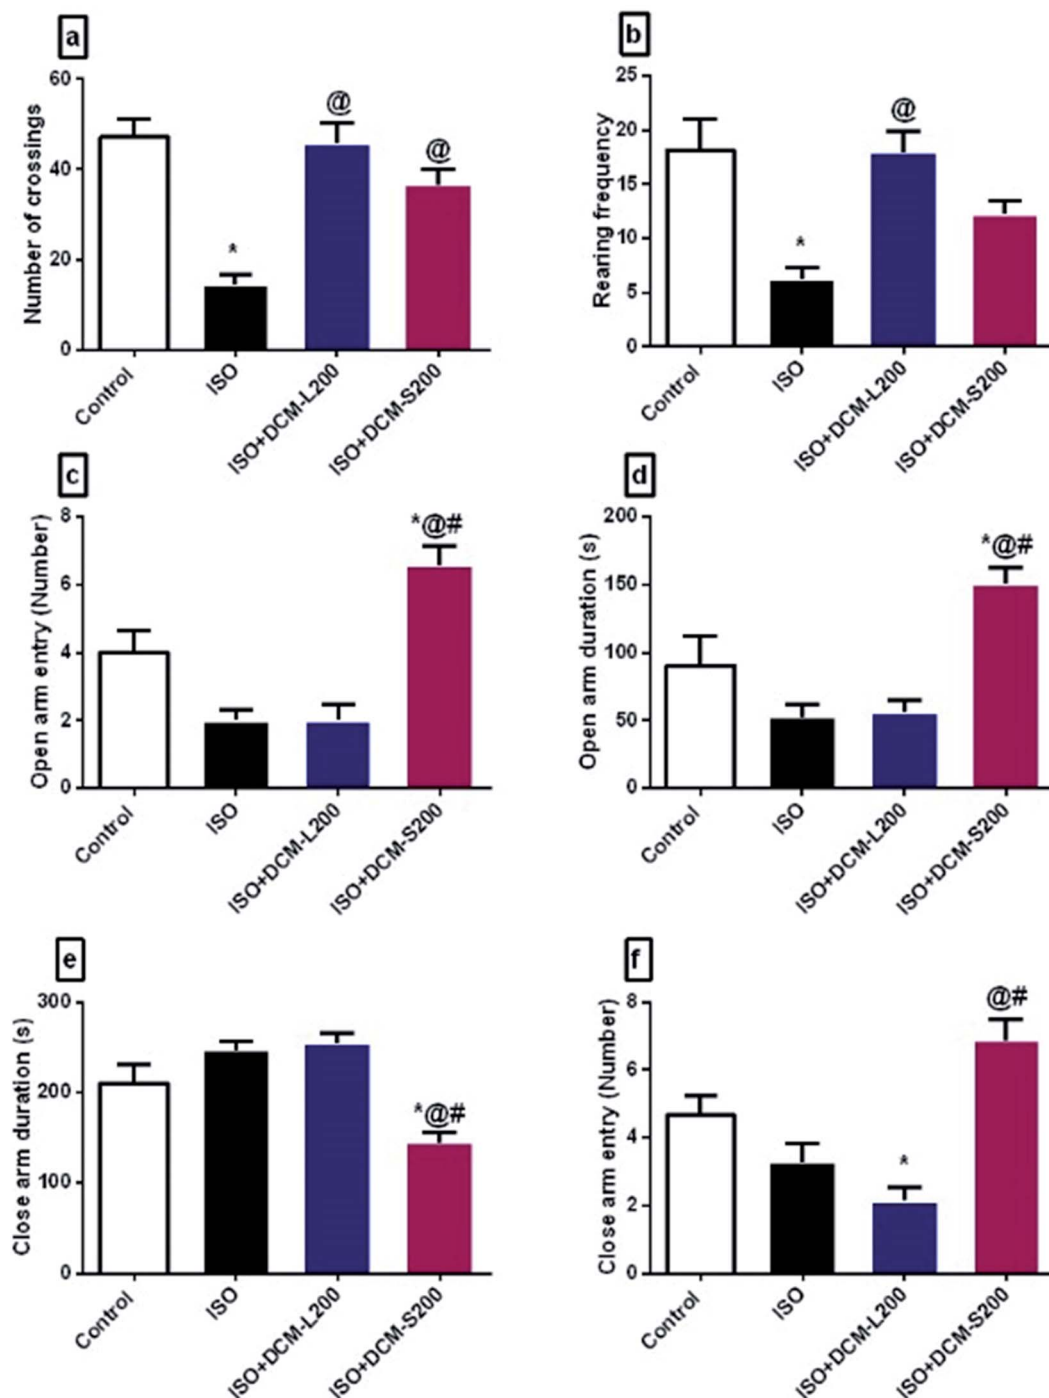 a
Number of crossings
60
40
20
0
@
@
*
Control
ISO
ISO+DCM-L200
ISO+DCM-S200
b
Rearing frequency
25
20
15
10
5
0
@
*
Control
ISO
ISO+DCM-L200
ISO+DCM-S200
c
Open arm entry (Number)
8
6
4
2
0
*@#
Control
ISO
ISO+DCM-L200
ISO+DCM-S200
d
Open arm duration (s)
200
150
100
50
0
*@#
Control
ISO
ISO+DCM-L200
ISO+DCM-S200
e
Close arm duration (s)
300
200
100
0
*@#
Control
ISO
ISO+DCM-L200
ISO+DCM-S200
f
Close arm entry (Number)
8
6
4
2
0
@#
*
Control
ISO
ISO+DCM-L200
ISO+DCM-S200